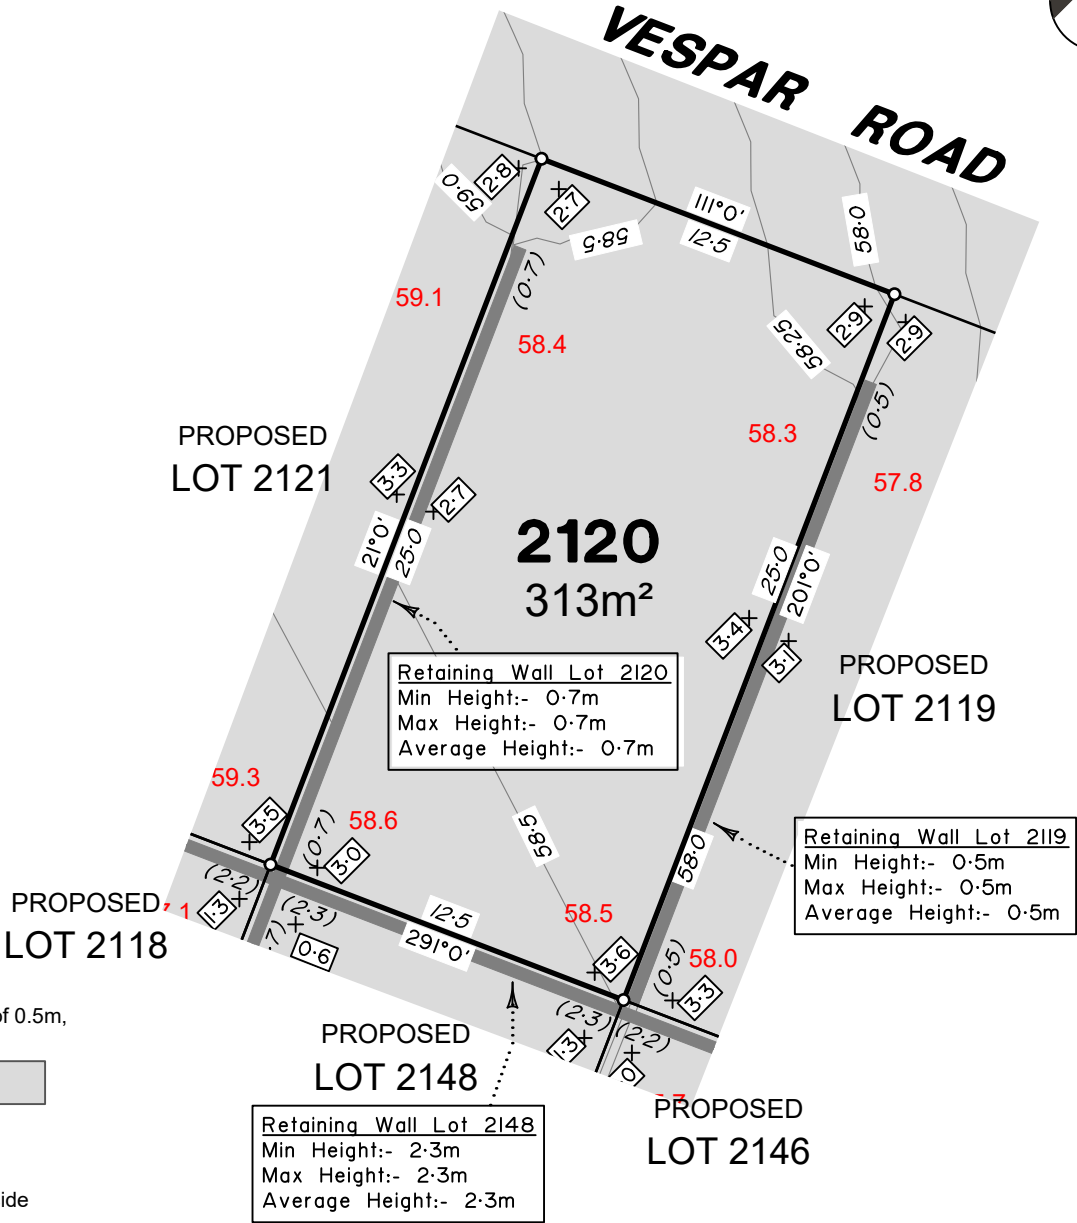 VESPAR ROAD
2·8
59·0
2·7
58·5
111°0'
12·5
58·0
(0·7)
59.1
58.4
2·9
2·9
58·25
(0·5)
58.3
57.8
PROPOSED
LOT 2121
3·3
2·7
21°0'
25·0
2120
313m²
25·0
201°0'
3·4
3·1
PROPOSED
LOT 2119
Retaining Wall Lot 2120
Min Height:- 0·7m
Max Height:- 0·7m
Average Height:- 0·7m
59.3
58.6
3·5
(0·7)
3·0
58·5
58·0
Retaining Wall Lot 2119
Min Height:- 0·5m
Max Height:- 0·5m
Average Height:- 0·5m
PROPOSED
LOT 2118
(2·2)
1·3
(2·3)
0·6
12·5
291°0'
58.5
3·6
(0·5)
58.0
3·3
of 0.5m,
PROPOSED
LOT 2148
(2·3)
(2·2)
1·3
PROPOSED
LOT 2146
Retaining Wall Lot 2148
Min Height:- 2·3m
Max Height:- 2·3m
Average Height:- 2·3m
ide